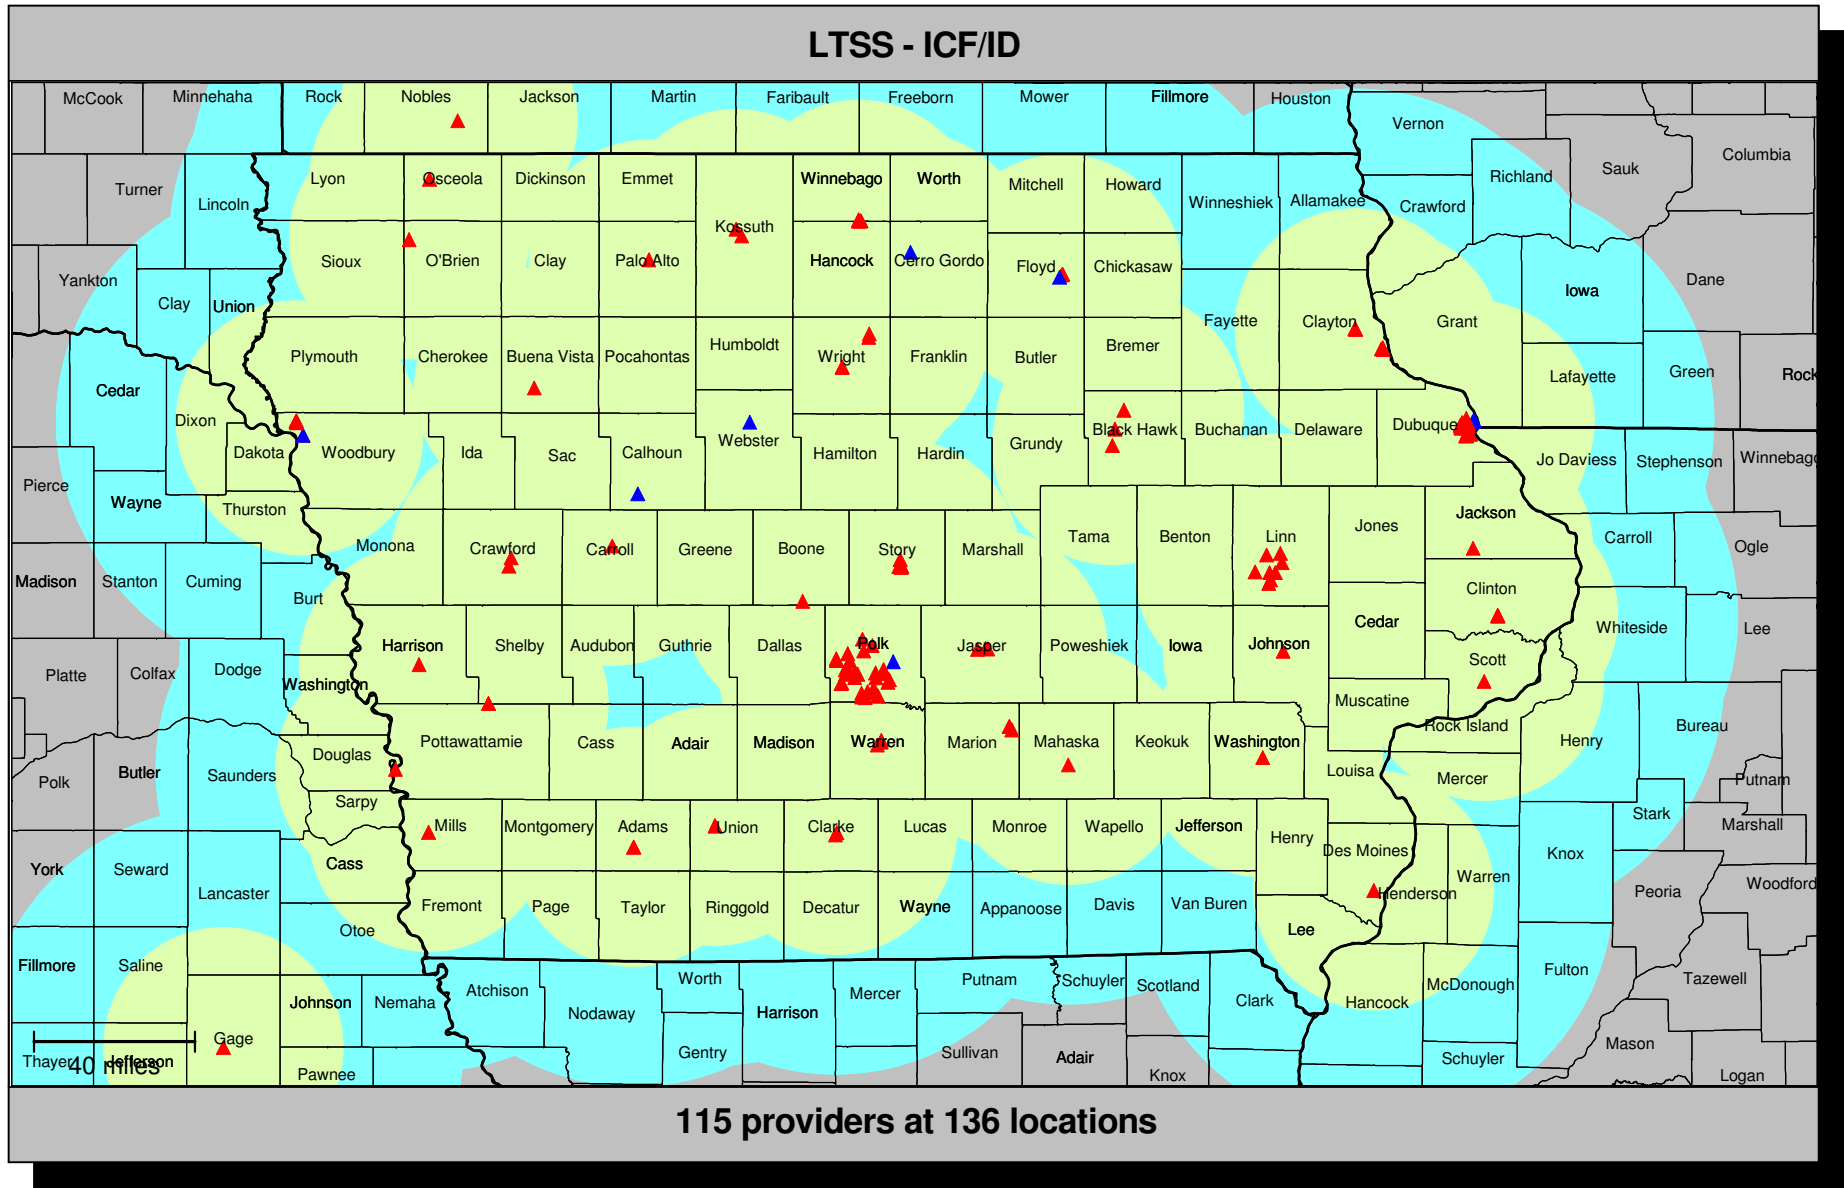 LTSS - ICF/ID
McCook Minnehaha Rock Nobles Jackson Martin Faribault Freeborn Mower Fillmore Houston
Vernon
Columbia
Sauk
Turner Lyon Osceola Dickinson Emmet Winnebago Worth Mitchell Howard Richland
Lincoln Winneshiek Allamakee Crawford
Kossuth
Yankton Sioux O'Brien Clay Palo Alto Hancock Cerro Gordo Floyd Chickasaw Dane
Clay Union Iowa
Fayette Clayton Grant
Plymouth Cherokee Buena Vista Pocahontas Humboldt Wright Franklin Butler Bremer
Cedar Lafayette Green Rock
Dixon Dubuque
Dakota Woodbury Ida Sac Calhoun Webster Hamilton Hardin Grundy Black Hawk Buchanan Delaware
Pierce Jo Daviess Stephenson Winnebago
Wayne Thurston Jackson
Monona Crawford Carroll Greene Boone Story Marshall Tama Benton Linn Jones Carroll Ogle
Madison Stanton Cuming
Burt Clinton
Harrison Shelby Audubon Guthrie Dallas Polk Jasper Poweshiek Iowa Johnson Cedar Whiteside Lee
Platte Colfax Dodge Scott
Washington Muscatine
Rock Island Bureau
Douglas Pottawattamie Cass Adair Madison Warren Marion Mahaska Keokuk Washington Henry
Polk Butler Saunders Louisa Mercer Putnam
Sarpy
Mills Montgomery Adams Union Clarke Lucas Monroe Wapello Jefferson Henry Stark Marshall
York Seward Cass Des Moines Knox
Lancaster Henderson Warren Peoria Woodford
Fremont Page Taylor Ringgold Decatur Wayne Appanoose Davis Van Buren
Otoe Lee
Fillmore Saline Fulton
Johnson Nemaha Atchison Worth Putnam Schuyler Scotland McDonough Tazewell
Nodaway Harrison Mercer Clark Hancock
Gage
Thayer Jefferson Gentry Sullivan Adair Schuyler Mason
40 miles
Pawnee Knox Logan
115 providers at 136 locations